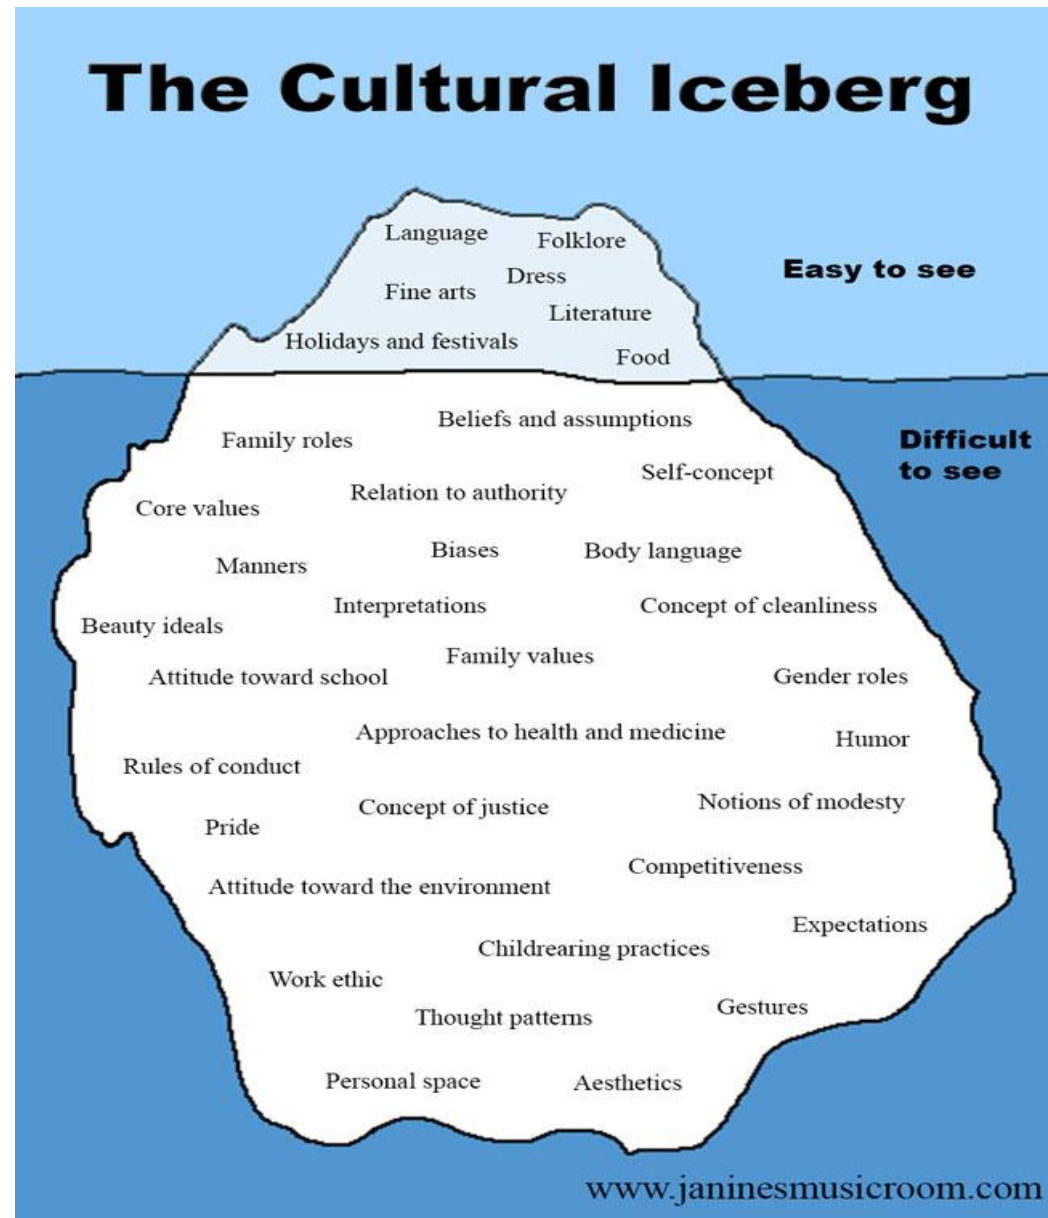 The Cultural Iceberg
Language
Folklore
Dress
Fine arts
Literature
Holidays and festivals
Food
Easy to see
Beliefs and assumptions
Family roles
Difficult
to see
Self-concept
Relation to authority
Core values
Biases
Body language
Manners
Interpretations
Concept of cleanliness
Beauty ideals
Family values
Attitude toward school
Gender roles
Approaches to health and medicine
Humor
Rules of conduct
Notions of modesty
Concept of justice
Pride
Competitiveness
Attitude toward the environment
Expectations
Childrearing practices
Work ethic
Gestures
Thought patterns
Personal space
Aesthetics
www.janinesmusicroom.com